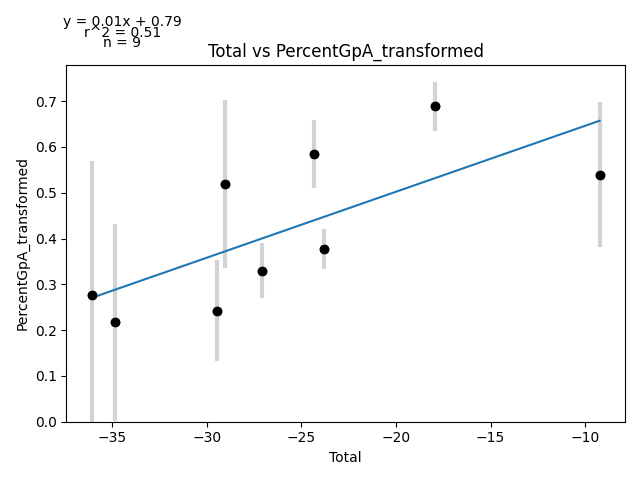 y = 0.01x + 0.79
r^2 = 0.51
n = 9
Total vs PercentGpA_transformed
PercentGpA_transformed
0.7
0.6
0.5
0.4
0.3
0.2
0.1
0.0
−35
−30
−25
−20
−15
−10
Total